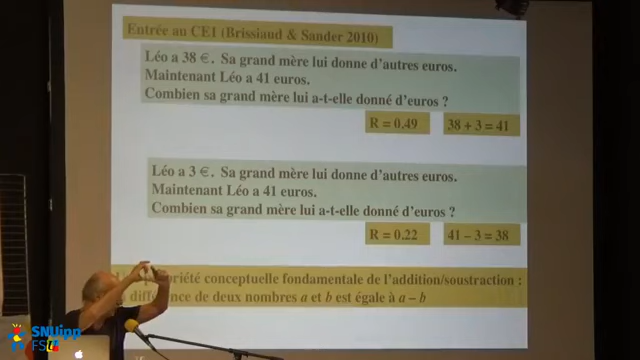 Entrée au CE1 (Brissiaud & Sander 2010)
Léo a 38 €. Sa grand mère lui donne d'autres euros.
Maintenant Léo a 41 euros.
Combien sa grand mère lui a-t-elle donné d'euros ?
R = 0.49 38 + 3 = 41
Léo a 3 €. Sa grand mère lui donne d'autres euros.
Maintenant Léo a 41 euros.
Combien sa grand mère lui a-t-elle donné d'euros ?
R = 0.22 41 – 3 = 38
conceptuelle fondamentale de l'addition/soustraction :
de deux nombres a et b est égale à a – b